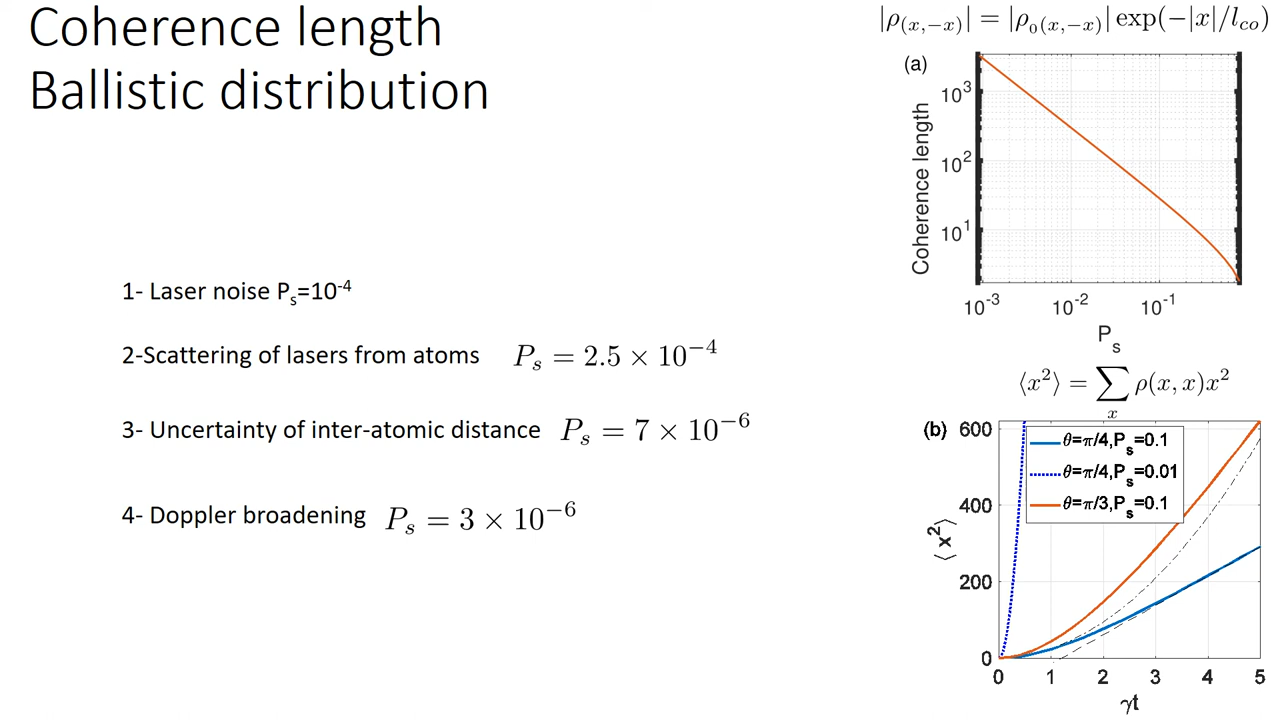 Coherence length
Ballistic distribution
1- Laser noise Pₛ=10⁻⁴
2-Scattering of lasers from atoms Pₛ = 2.5 × 10⁻⁴
3- Uncertainty of inter-atomic distance Pₛ = 7 × 10⁻⁶
4- Doppler broadening Pₛ = 3 × 10⁻⁶
|ρ₍ₓ,₋ₓ₎| = |ρ₀₍ₓ,₋ₓ₎| exp(−|x|/l_co)
(a)
Coherence length
10³
10²
10¹
10⁻³ 10⁻² 10⁻¹
Pₛ
⟨x²⟩ = ∑ₓ ρ(x, x)x²
(b)
⟨ x²⟩
600
400
200
0
θ=π/4,Pₛ=0.1
θ=π/4,Pₛ=0.01
θ=π/3,Pₛ=0.1
0 1 2 3 4 5
γt